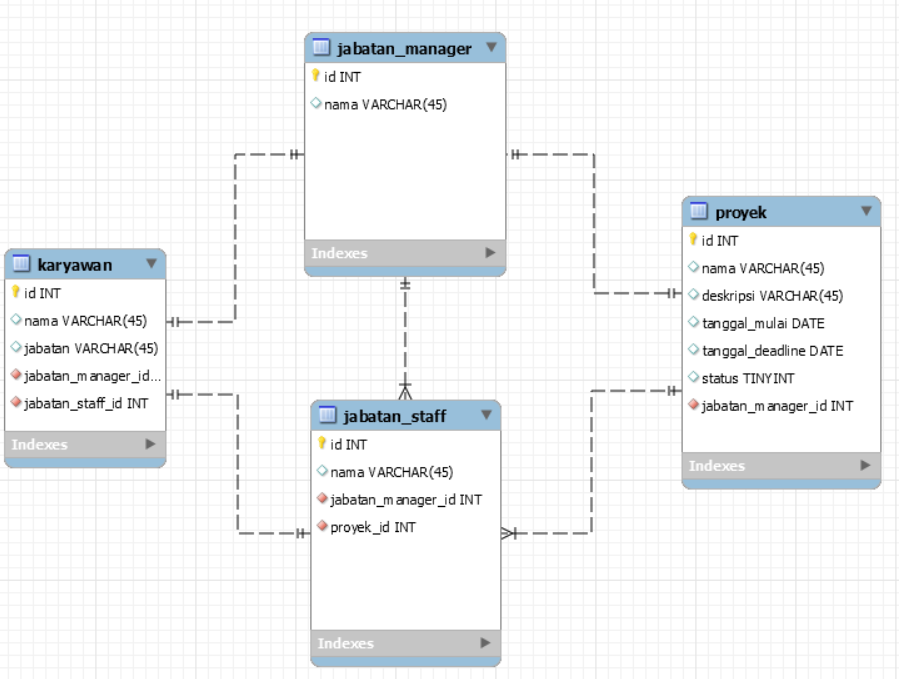 jabatan_manager
id INT
nama VARCHAR(45)
Indexes
karyawan
id INT
nama VARCHAR(45)
jabatan VARCHAR(45)
jabatan_manager_id...
jabatan_staff_id INT
Indexes
jabatan_staff
id INT
nama VARCHAR(45)
jabatan_manager_id INT
proyek_id INT
Indexes
proyek
id INT
nama VARCHAR(45)
deskripsi VARCHAR(45)
tanggal_mulai DATE
tanggal_deadline DATE
status TINYINT
jabatan_manager_id INT
Indexes